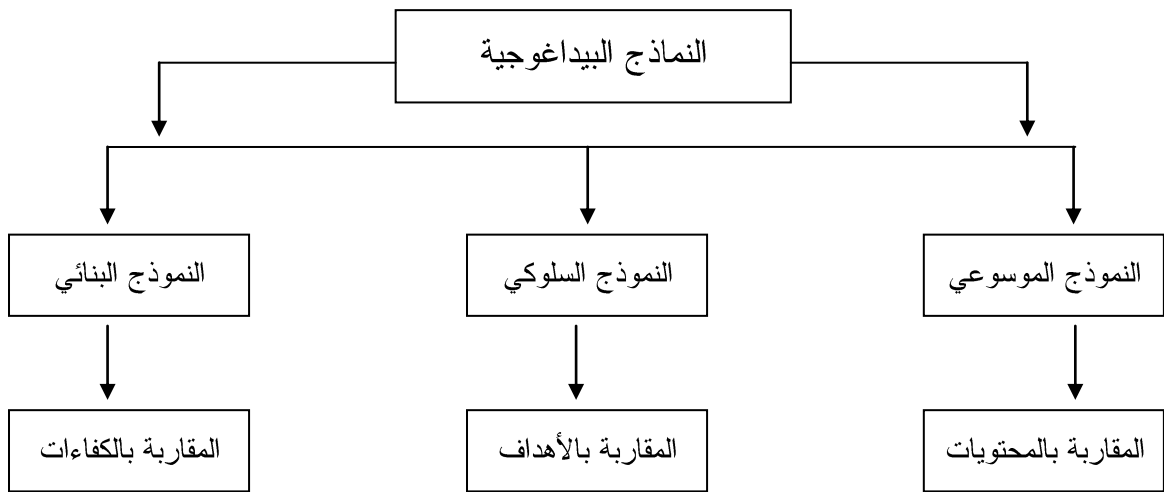 النماذج البيداغوجية
النموذج الموسوعي
النموذج السلوكي
النموذج البنائي
المقاربة بالمحتويات
المقاربة بالأهداف
المقاربة بالكفاءات